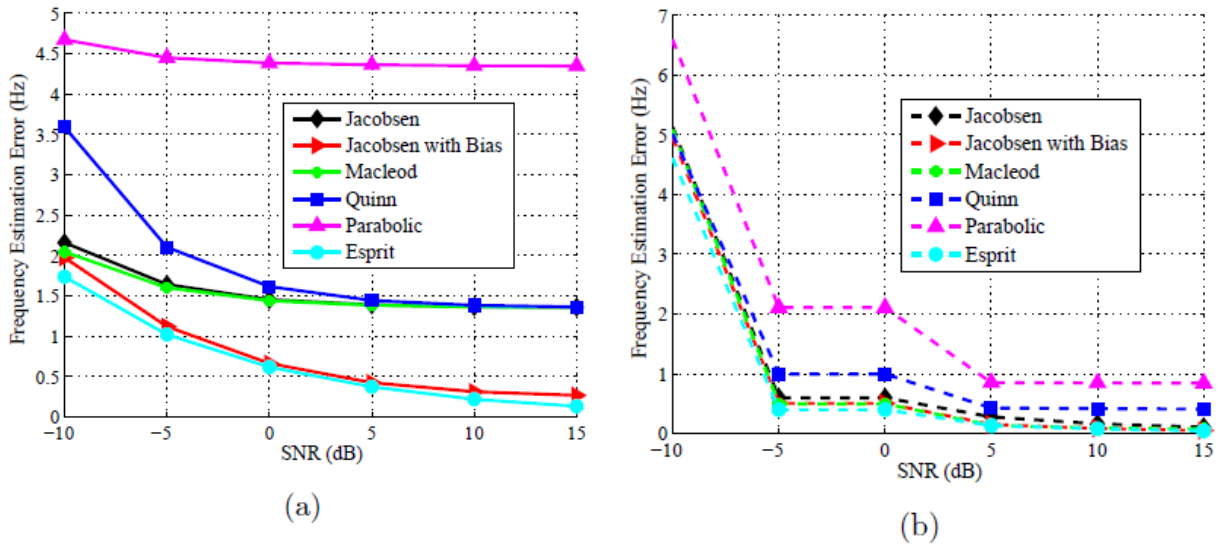 5
4.5
4
3.5
3
2.5
2
1.5
1
0.5
0
−10
−5
0
5
10
15
Frequency Estimation Error (Hz)
SNR (dB)
Jacobsen
Jacobsen with Bias
Macleod
Quinn
Parabolic
Esprit
(a)
7
6
5
4
3
2
1
0
−10
−5
0
5
10
15
Frequency Estimation Error (Hz)
SNR (dB)
Jacobsen
Jacobsen with Bias
Macleod
Quinn
Parabolic
Esprit
(b)